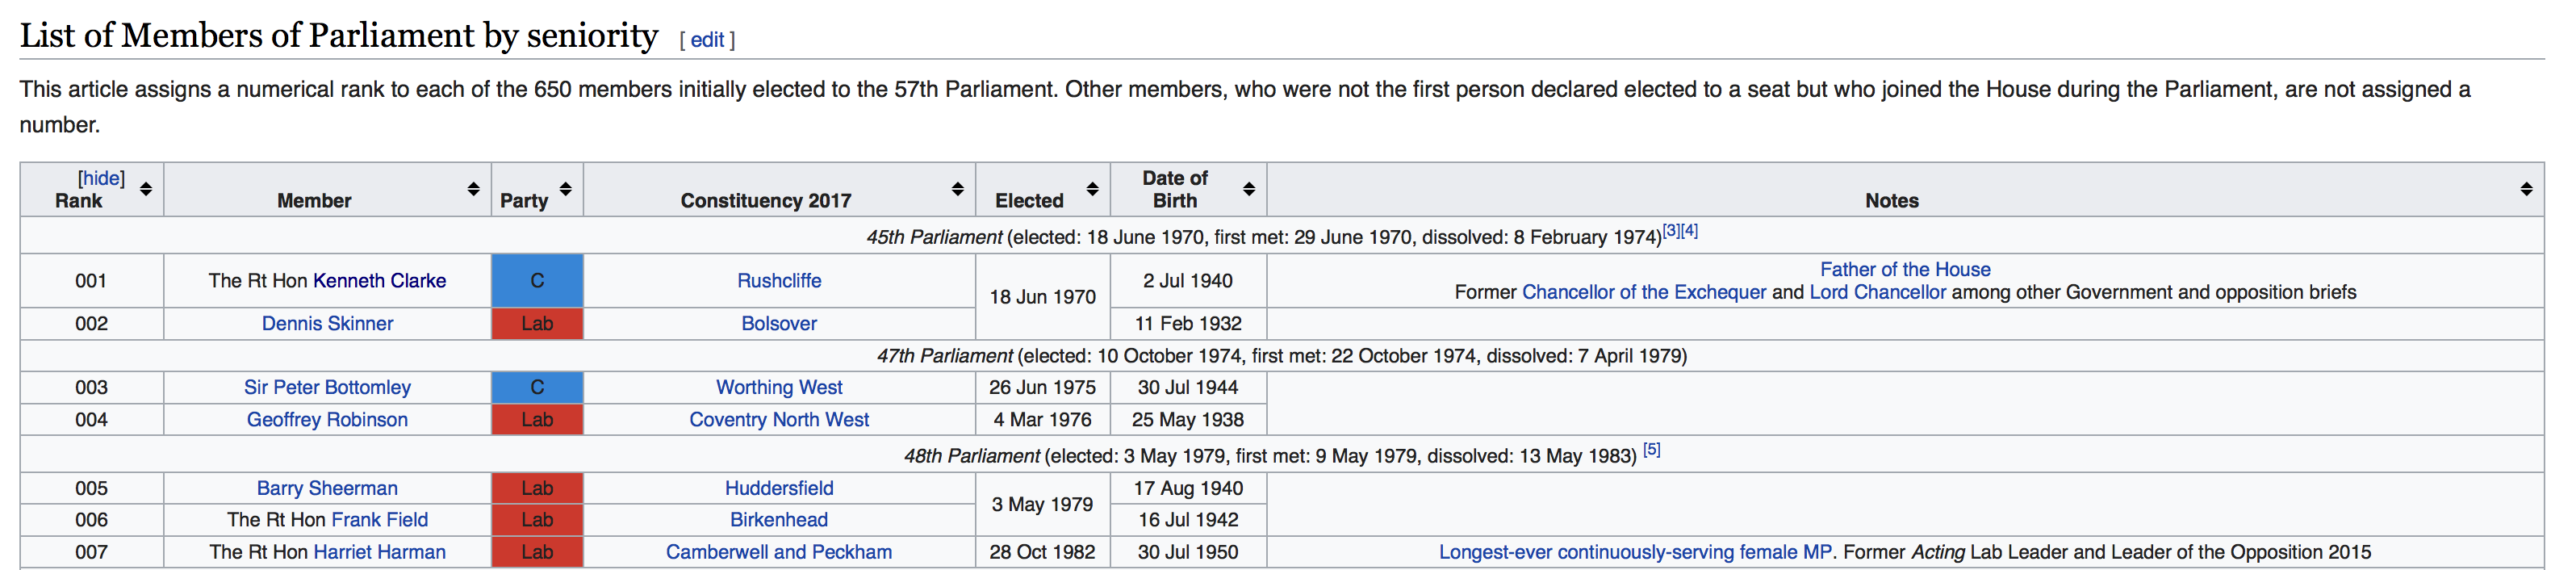 List of Members of Parliament by seniority [ edit ]
This article assigns a numerical rank to each of the 650 members initially elected to the 57th Parliament. Other members, who were not the first person declared elected to a seat but who joined the House during the Parliament, are not assigned a
number.
[hide]
Rank Member Party Constituency 2017 Elected Date of Birth Notes
45th Parliament (elected: 18 June 1970, first met: 29 June 1970, dissolved: 8 February 1974)[3][4]
001 The Rt Hon Kenneth Clarke C Rushcliffe 18 Jun 1970 2 Jul 1940 Father of the House
Former Chancellor of the Exchequer and Lord Chancellor among other Government and opposition briefs
002 Dennis Skinner Lab Bolsover 11 Feb 1932
47th Parliament (elected: 10 October 1974, first met: 22 October 1974, dissolved: 7 April 1979)
003 Sir Peter Bottomley C Worthing West 26 Jun 1975 30 Jul 1944
004 Geoffrey Robinson Lab Coventry North West 4 Mar 1976 25 May 1938
48th Parliament (elected: 3 May 1979, first met: 9 May 1979, dissolved: 13 May 1983) [5]
005 Barry Sheerman Lab Huddersfield 3 May 1979 17 Aug 1940
006 The Rt Hon Frank Field Lab Birkenhead 16 Jul 1942
007 The Rt Hon Harriet Harman Lab Camberwell and Peckham 28 Oct 1982 30 Jul 1950 Longest-ever continuously-serving female MP. Former Acting Lab Leader and Leader of the Opposition 2015